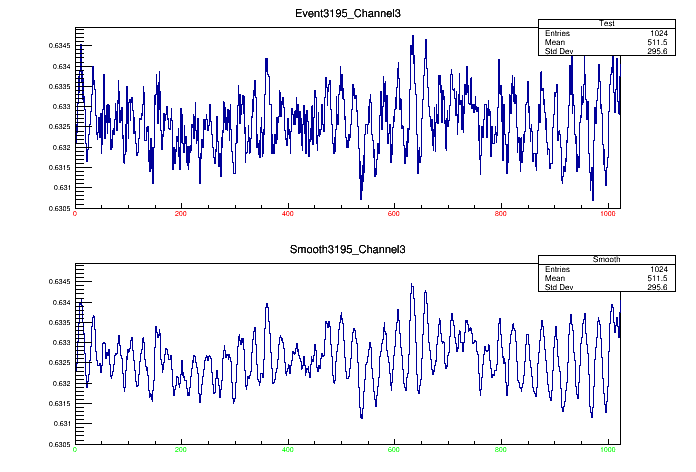 Event3195_Channel3
Test
Entries 1024
Mean 511.5
Std Dev 295.6
0.6345
0.634
0.6335
0.633
0.6325
0.632
0.6315
0.631
0.6305
0 200 400 600 800 1000
Smooth3195_Channel3
Smooth
Entries 1024
Mean 511.5
Std Dev 295.6
0.6345
0.634
0.6335
0.633
0.6325
0.632
0.6315
0.631
0.6305
0 200 400 600 800 1000